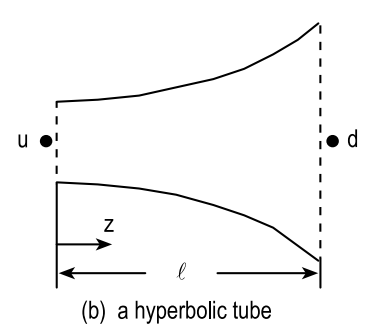 u
d
z
ℓ
(b) a hyperbolic tube